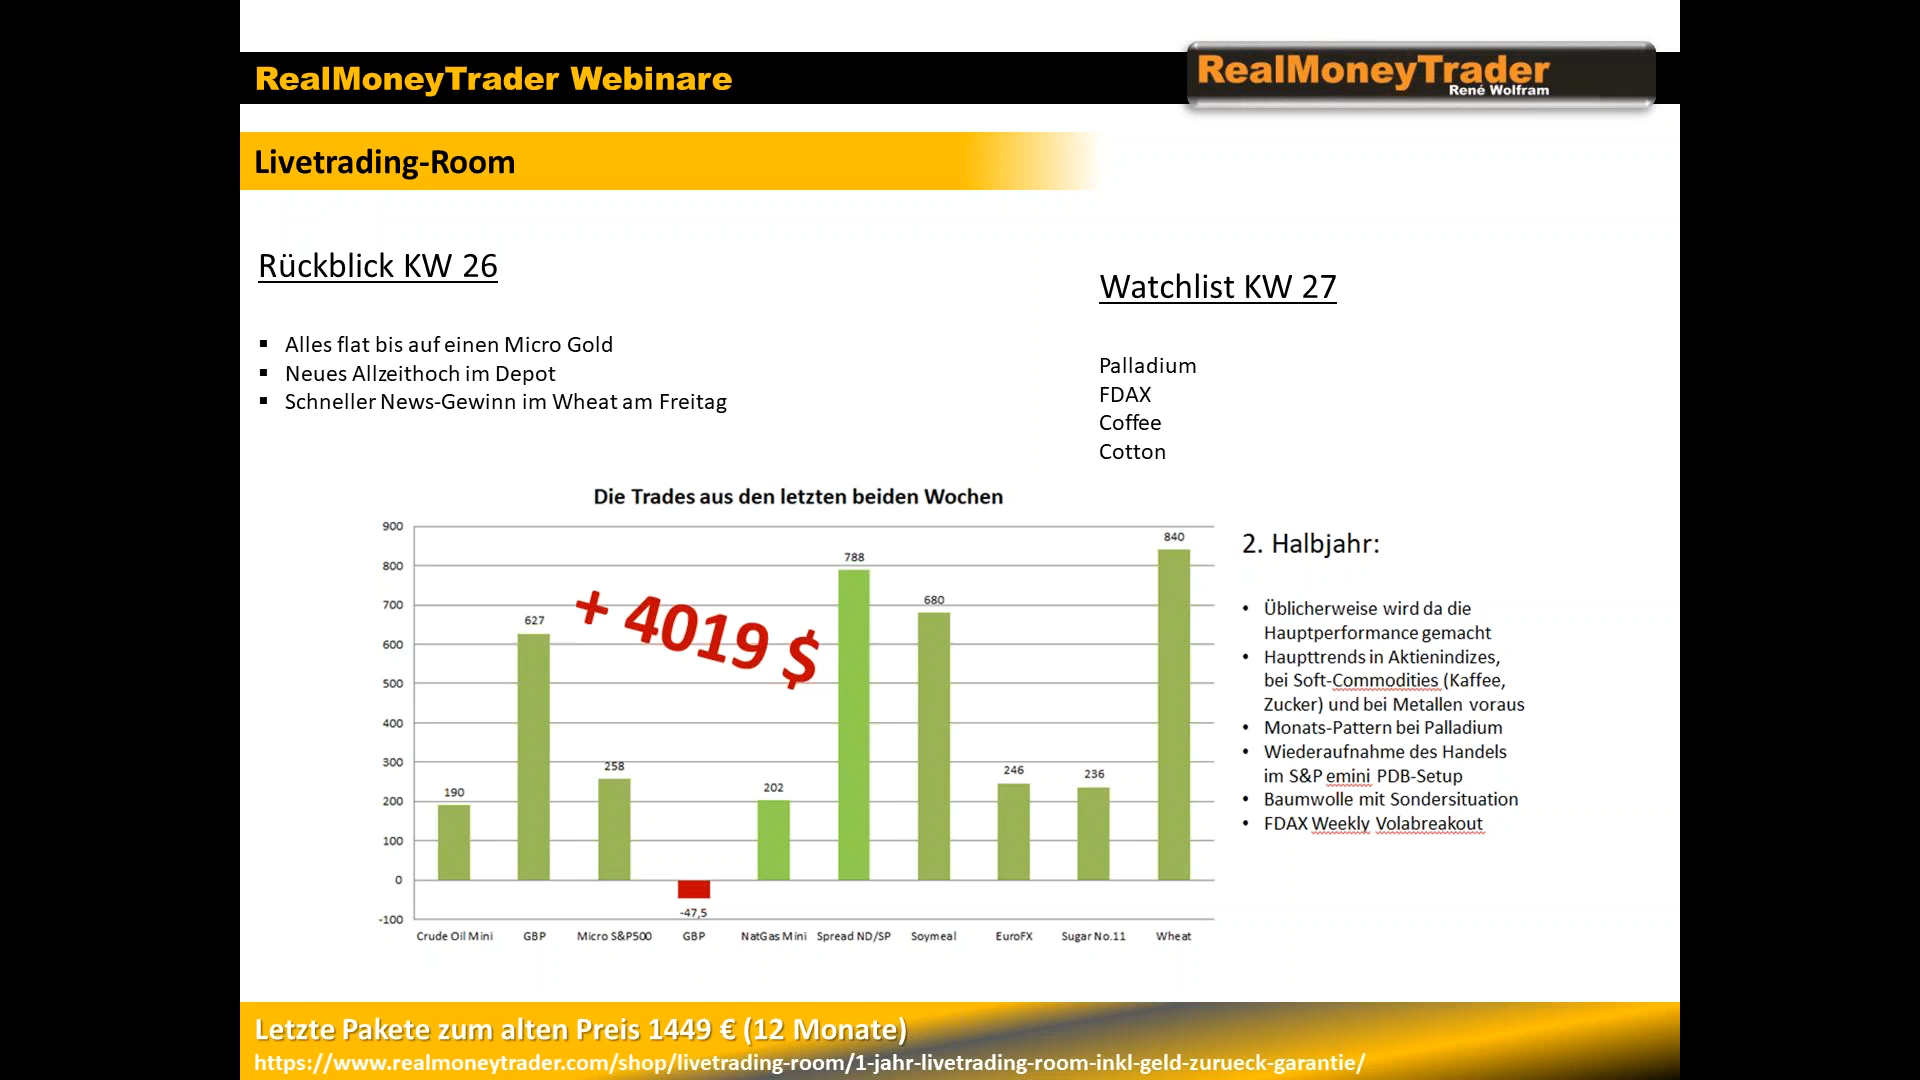 RealMoneyTrader Webinare
RealMoneyTrader
René Wolfram
Livetrading-Room
Rückblick KW 26
▪ Alles flat bis auf einen Micro Gold
▪ Neues Allzeithoch im Depot
▪ Schneller News-Gewinn im Wheat am Freitag
Watchlist KW 27
Palladium
FDAX
Coffee
Cotton
Die Trades aus den letzten beiden Wochen
900
800
700
600
500
400
300
200
100
0
-100
190
627
258
-47,5
202
788
680
246
236
840
+ 4019 $
Crude Oil Mini
GBP
Micro S&P500
GBP
NatGas Mini
Spread ND/SP
Soymeal
EuroFX
Sugar No.11
Wheat
2. Halbjahr:
• Üblicherweise wird da die
Hauptperformance gemacht
• Haupttrends in Aktienindizes,
bei Soft-Commodities (Kaffee,
Zucker) und bei Metallen voraus
• Monats-Pattern bei Palladium
• Wiederaufnahme des Handels
im S&P emini PDB-Setup
• Baumwolle mit Sondersituation
• FDAX Weekly Volabreakout
Letzte Pakete zum alten Preis 1449 € (12 Monate)
https://www.realmoneytrader.com/shop/livetrading-room/1-jahr-livetrading-room-inkl-geld-zurueck-garantie/